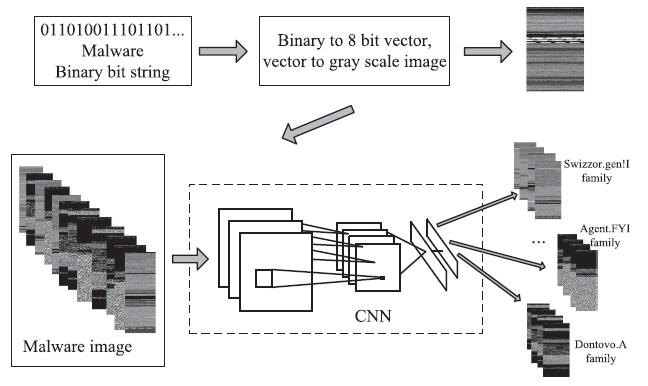 011010011101101...
Malware
Binary bit string
Binary to 8 bit vector,
vector to gray scale image
Swizzor.gen!I
family
...
Agent.FYI
family
Dontovo.A
family
CNN
Malware image